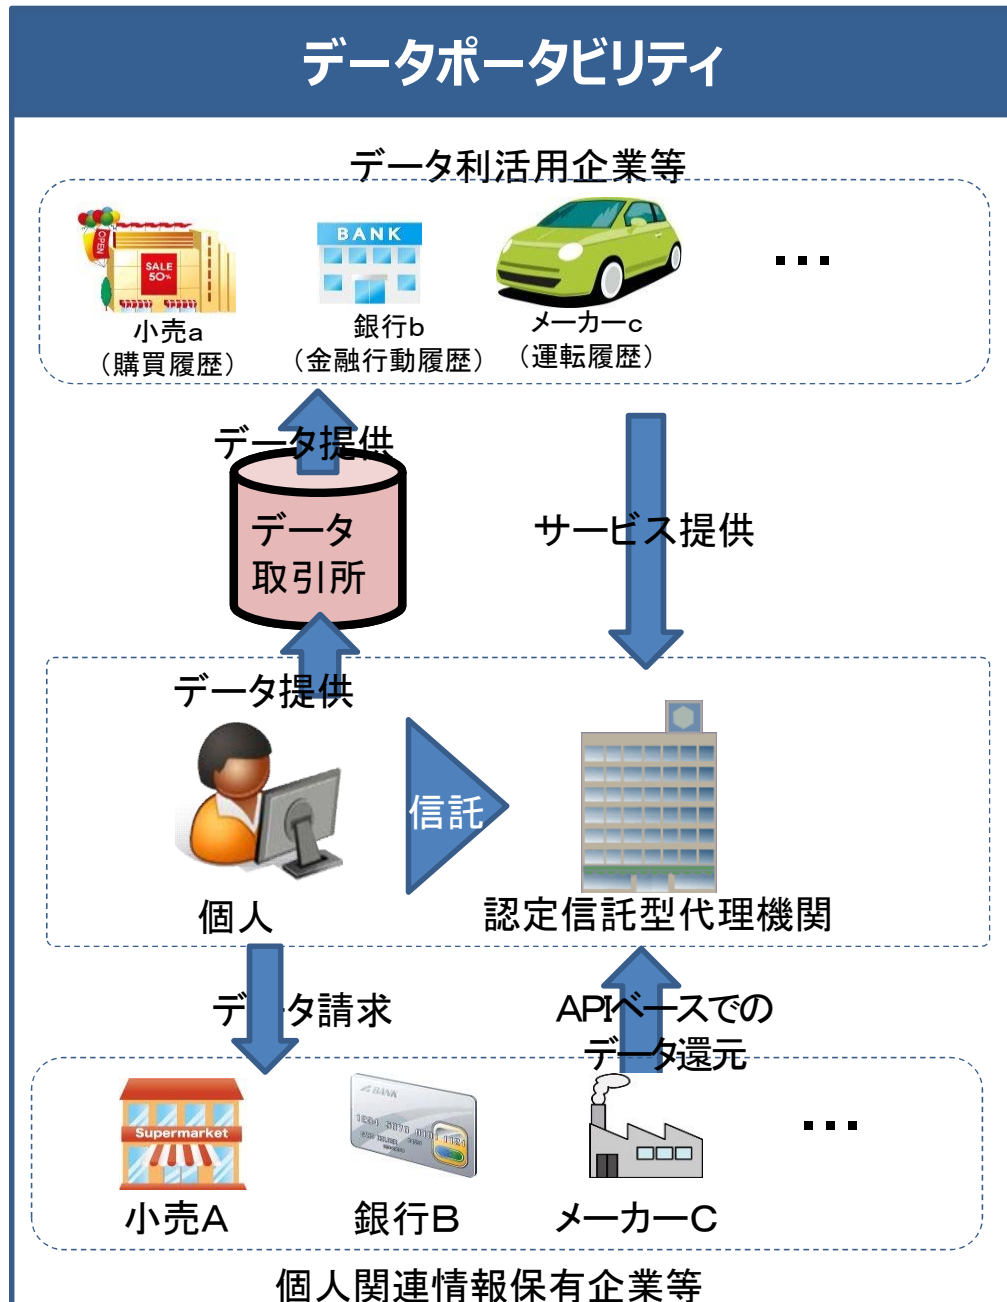 データポータビリティ
データ利活用企業等
OPEN
SALE
50%
BANK
小売a
（購買履歴）
銀行b
（金融行動履歴）
メーカーc
（運転履歴）
▪▪▪
データ提供
データ
取引所
サービス提供
データ提供
信託
個人
認定信託型代理機関
データ請求
APIベースでの
データ還元
Supermarket
BANK
小売A
銀行B
メーカーC
▪▪▪
個人関連情報保有企業等